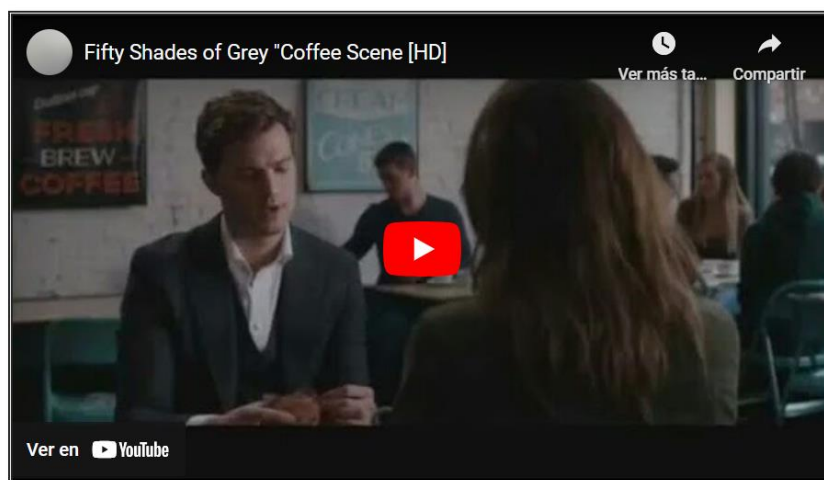 Fifty Shades of Grey "Coffee Scene [HD]
Ver más ta...
Compartir
FRESH
BREW
COFFEE
Ver en YouTube